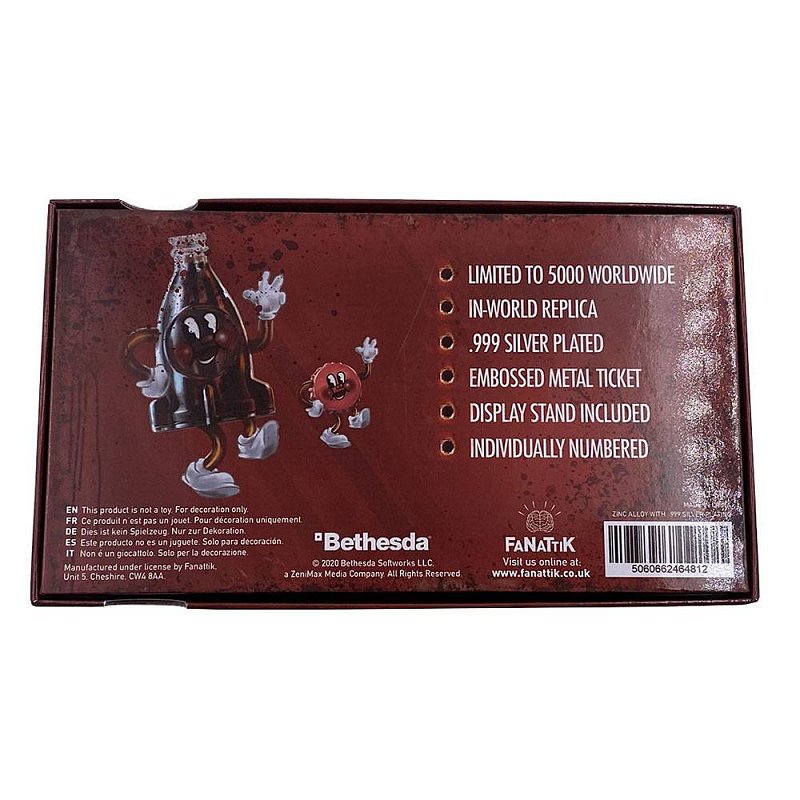 LIMITED TO 5000 WORLDWIDE
IN-WORLD REPLICA
.999 SILVER PLATED
EMBOSSED METAL TICKET
DISPLAY STAND INCLUDED
INDIVIDUALLY NUMBERED
EN This product is not a toy. For decoration only.
FR Ce produit n'est pas un jouet. Pour décoration uniquement.
DE Dies ist kein Spielzeug. Nur zur Dekoration.
ES Este producto no es un juguete. Solo para decoración.
IT Non é un giocattolo. Solo per la decorazione.
Manufactured under license by Fanattik,
Unit 5, Cheshire, CW4 8AA.
Bethesda
© 2020 Bethesda Softworks LLC.
a ZeniMax Media Company. All Rights Reserved.
FANATTIK
Visit us online at:
www.fanattik.co.uk
ZINC ALLOY WITH .999 SILVER PLATING
5060662464812